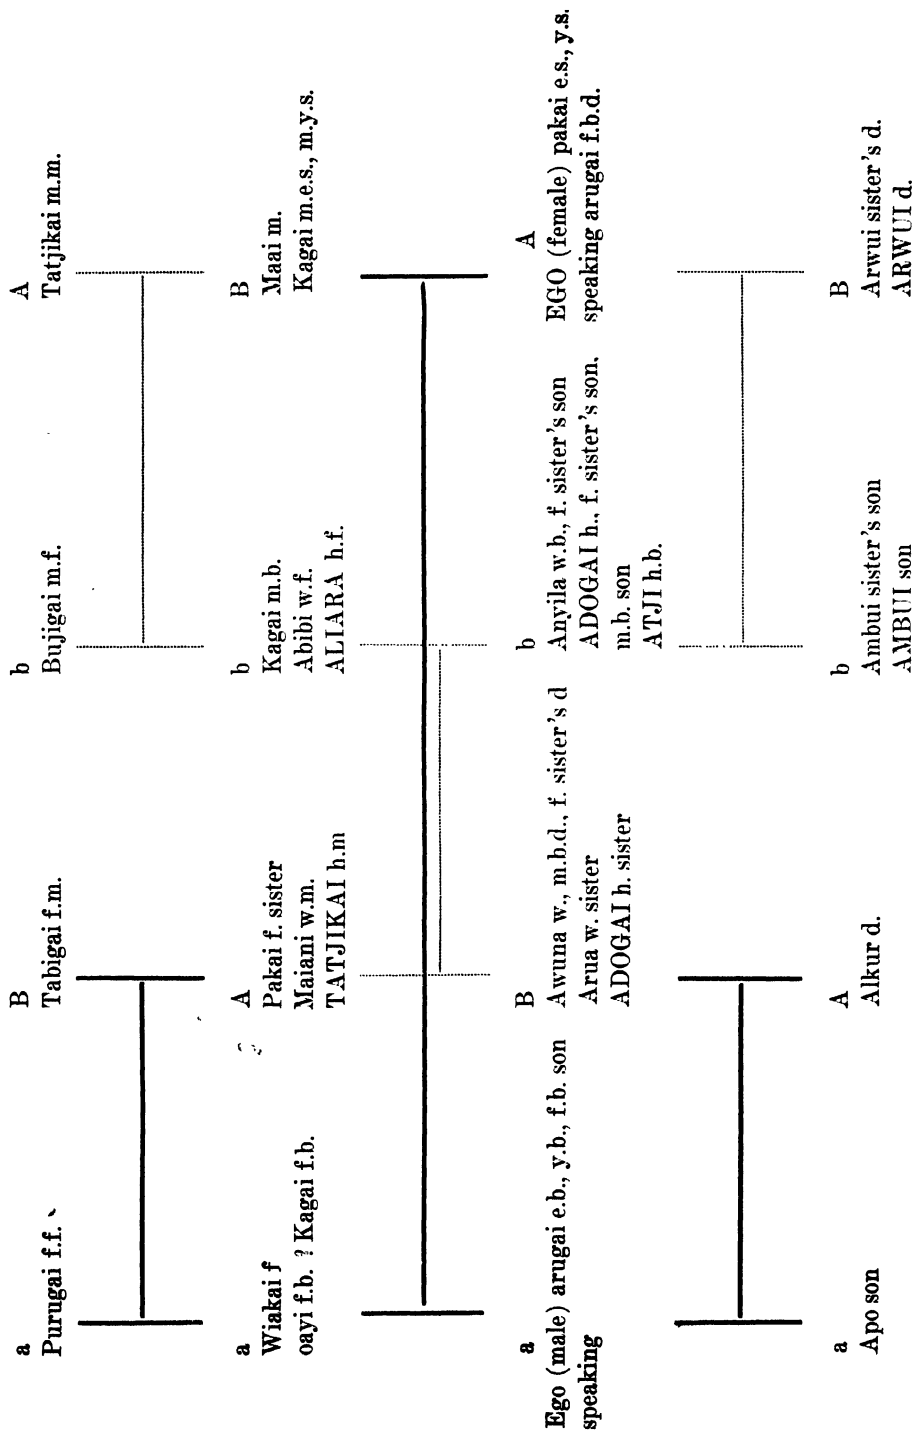 a
Purugai f.f.
B
Tabigai f.m.
b
Bujigai m.f.
A
Tatjikai m.m.
a
Wiakai f
oayi f.b. ? Kagai f.b.
A
Pakai f. sister
Maiani w.m.
TATJIKAI h.m
b
Kagai m.b.
Abibi w.f.
ALIARA h.f.
B
Maai m.
Kagai m.e.s., m.y.s.
a
Ego (male) arugai e.b., y.b., f.b. son
speaking
B
Awuna w., m.b.d., f. sister's d
Arua w. sister
ADOGAI h. sister
b
Anyila w.b., f. sister's son
ADOGAI h., f. sister's son.
m.b. son
ATJI h.b.
A
EGO (female) pakai e.s., y.s.
speaking arugai f.b.d.
a
Apo son
A
Alkur d.
b
Ambui sister's son
AMBUI son
B
Arwui sister's d.
ARWUI d.